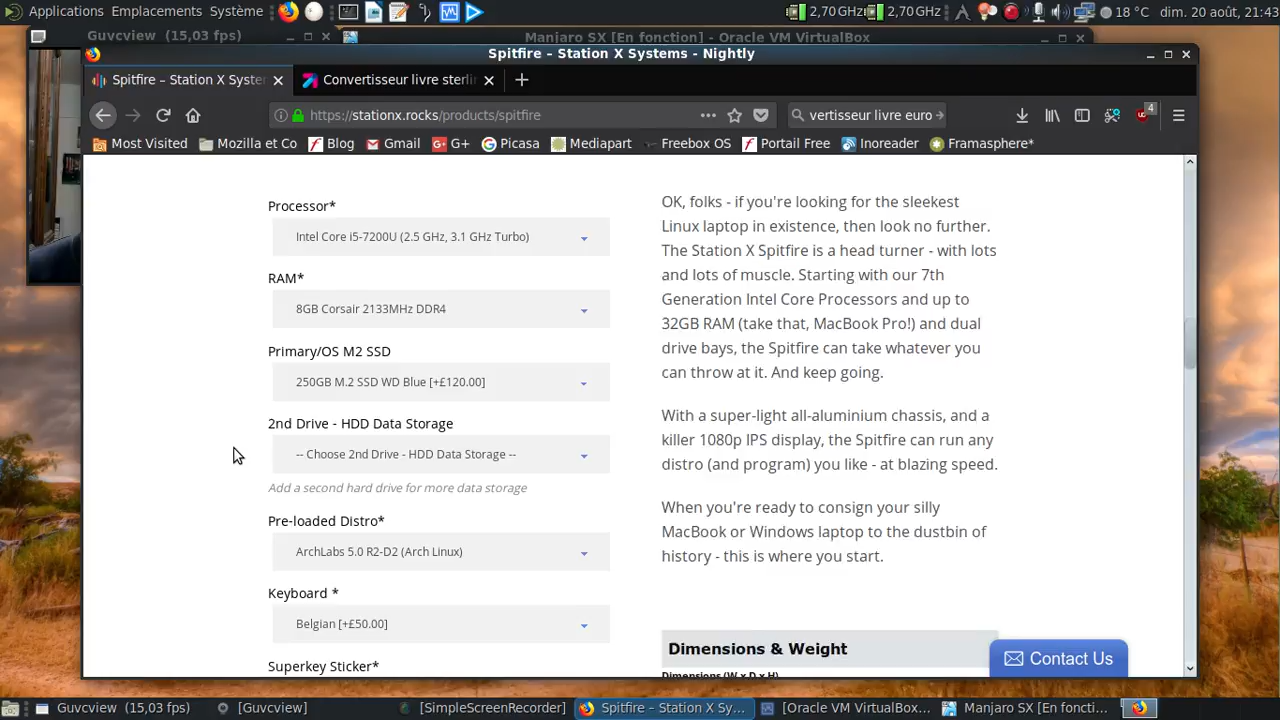 Applications Emplacements Système
2,70 GHz 2,70 GHz
18 °C dim. 20 août, 21:43
Guvcview (15,03 fps)
Manjaro SX [En fonction] - Oracle VM VirtualBox
Spitfire – Station X Systems - Nightly
Spitfire – Station X Syste
Convertisseur livre sterlin
https://stationx.rocks/products/spitfire
vertisseur livre euro
4
Most Visited
Mozilla et Co
Blog
Gmail
G+
Picasa
Mediapart
Freebox OS
Portail Free
Inoreader
Framasphere*
Processor*
Intel Core i5-7200U (2.5 GHz, 3.1 GHz Turbo)
RAM*
8GB Corsair 2133MHz DDR4
Primary/OS M2 SSD
250GB M.2 SSD WD Blue [+£120.00]
2nd Drive - HDD Data Storage
-- Choose 2nd Drive - HDD Data Storage --
Add a second hard drive for more data storage
Pre-loaded Distro*
ArchLabs 5.0 R2-D2 (Arch Linux)
Keyboard *
Belgian [+£50.00]
Superkey Sticker*
OK, folks - if you're looking for the sleekest
Linux laptop in existence, then look no further.
The Station X Spitfire is a head turner - with lots
and lots of muscle. Starting with our 7th
Generation Intel Core Processors and up to
32GB RAM (take that, MacBook Pro!) and dual
drive bays, the Spitfire can take whatever you
can throw at it. And keep going.
With a super-light all-aluminium chassis, and a
killer 1080p IPS display, the Spitfire can run any
distro (and program) you like - at blazing speed.
When you're ready to consign your silly
MacBook or Windows laptop to the dustbin of
history - this is where you start.
Dimensions & Weight
Dimensions (W x D x H)
Contact Us
Guvcview (15,03 fps)
[Guvcview]
[SimpleScreenRecorder]
Spitfire – Station X Sy...
[Oracle VM VirtualBox...
Manjaro SX [En fonct...